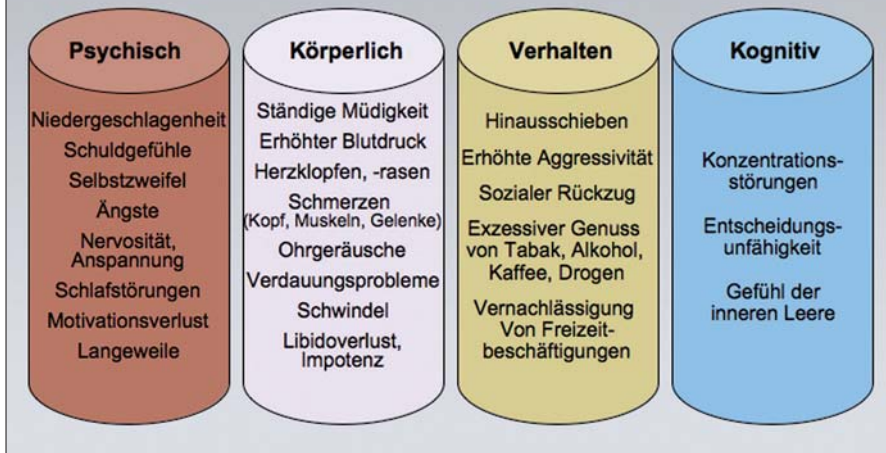 Psychisch
Niedergeschlagenheit
Schuldgefühle
Selbstzweifel
Ängste
Nervosität,
Anspannung
Schlafstörungen
Motivationsverlust
Langeweile
Körperlich
Ständige Müdigkeit
Erhöhter Blutdruck
Herzklopfen, -rasen
Schmerzen
(Kopf, Muskeln, Gelenke)
Ohrgeräusche
Verdauungsprobleme
Schwindel
Libidoverlust,
Impotenz
Verhalten
Hinausschieben
Erhöhte Aggressivität
Sozialer Rückzug
Exzessiver Genuss
von Tabak, Alkohol,
Kaffee, Drogen
Vernachlässigung
Von Freizeit-
beschäftigungen
Kognitiv
Konzentrations-
störungen
Entscheidungs-
unfähigkeit
Gefühl der
inneren Leere